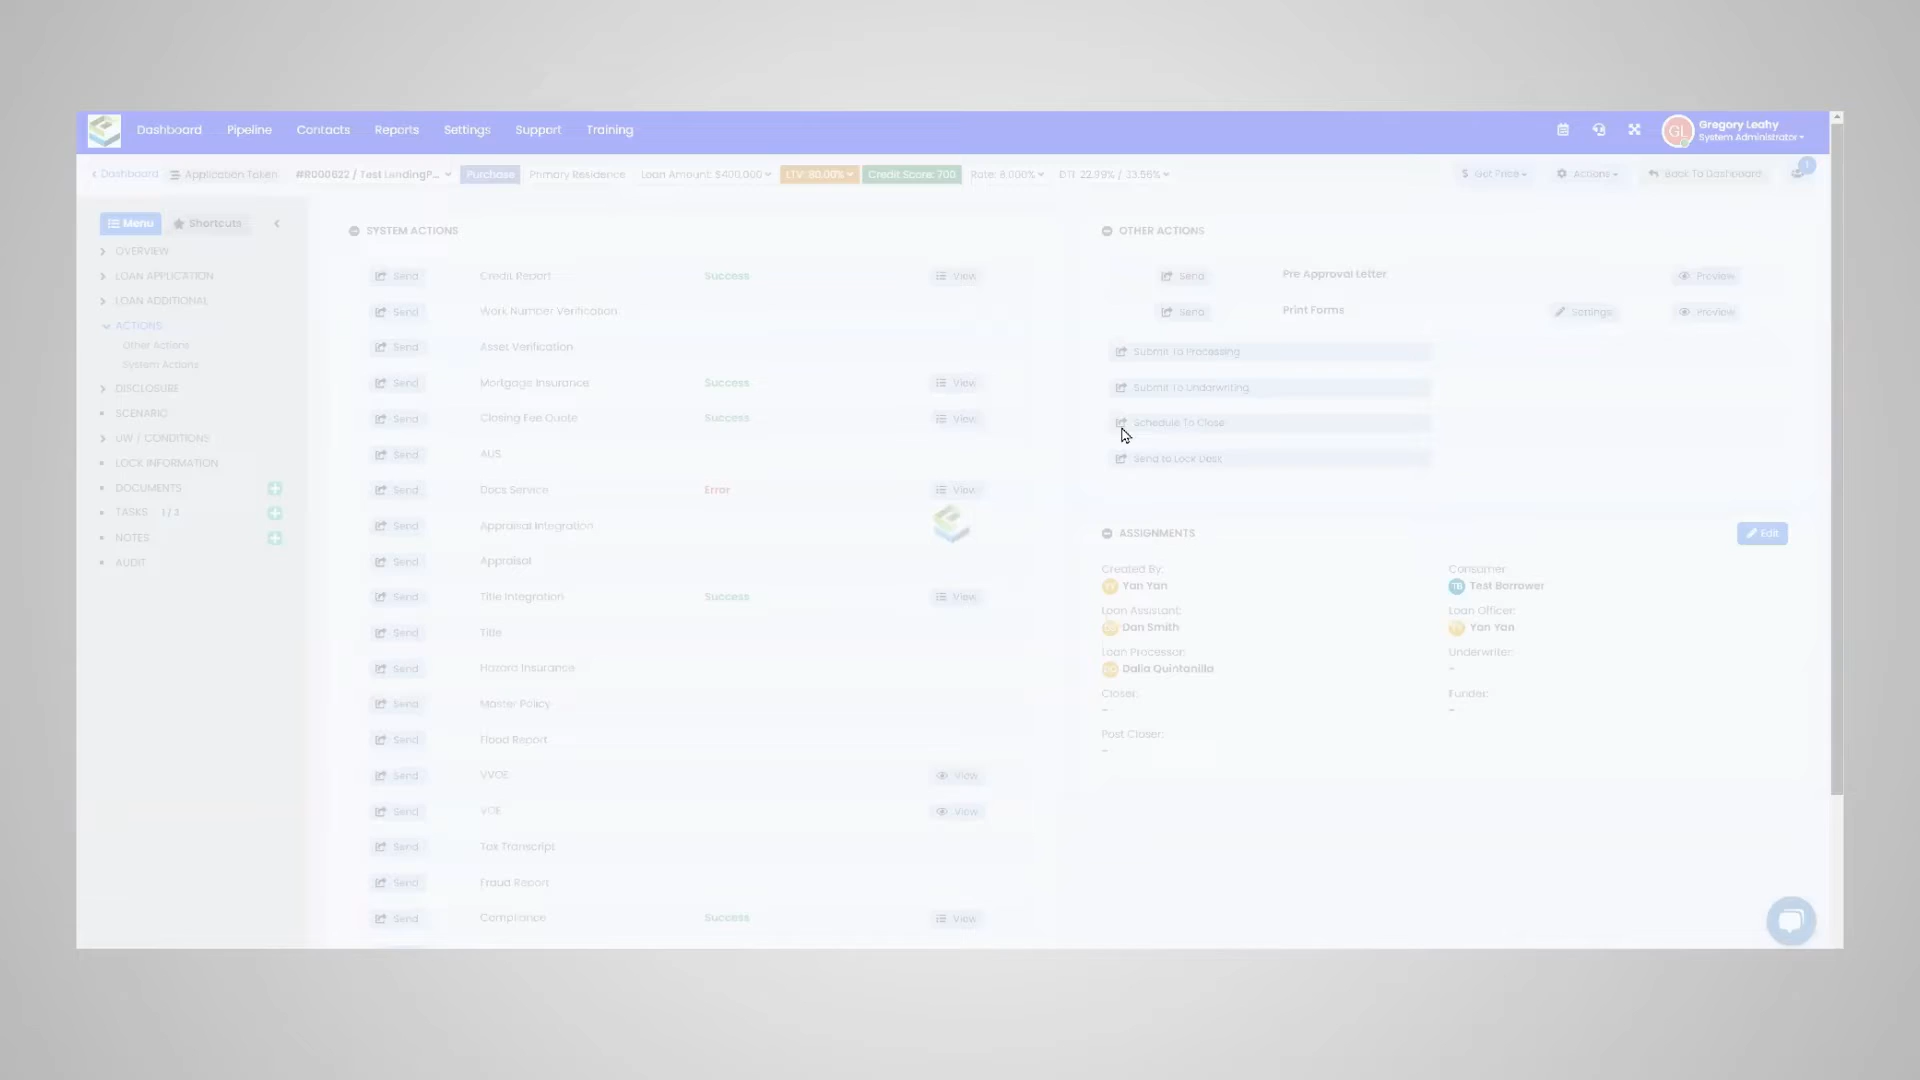 Dashboard Pipeline Contacts Reports Settings Support Training
GL Gregory Leahy
System Administrator
Dashboard Application Taken #R000622 / Test LendingP... Purchase Primary Residence Loan Amount: $400,000 LTV: 80.00% Credit Score: 700 Rate: 6.000% DTI: 22.99% / 33.56% $ Get Price Actions Back To Dashboard 1
Menu Shortcuts
OVERVIEW
LOAN APPLICATION
LOAN ADDITIONAL
ACTIONS
Other Actions
System Actions
DISCLOSURE
SCENARIO
UW / CONDITIONS
LOCK INFORMATION
DOCUMENTS
TASKS 1 / 3
NOTES
AUDIT
SYSTEM ACTIONS
Send Credit Report Success View
Send Work Number Verification
Send Asset Verification
Send Mortgage Insurance Success View
Send Closing Fee Quote Success View
Send AUS
Send Docs Service Error View
Send Appraisal Integration
Send Appraisal
Send Title Integration Success View
Send Title
Send Hazard Insurance
Send Master Policy
Send Flood Report
Send VVOE View
Send VOE View
Send Tax Transcript
Send Fraud Report
Send Compliance Success View
OTHER ACTIONS
Send Pre Approval Letter Preview
Send Print Forms Settings Preview
Submit To Processing
Submit To Underwriting
Schedule To Close
Send to Lock Desk
ASSIGNMENTS Edit
Created By: Consumer:
Yan Yan TB Test Borrower
Loan Assistant: Loan Officer:
Dan Smith Yan Yan
Loan Processor: Underwriter:
Dalia Quintanilla -
Closer: Funder:
- -
Post Closer:
-